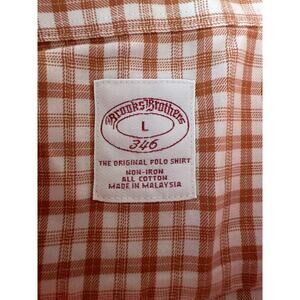 Brooks Brothers
L
346
THE ORIGINAL POLO SHIRT
NON-IRON
ALL COTTON
MADE IN MALAYSIA